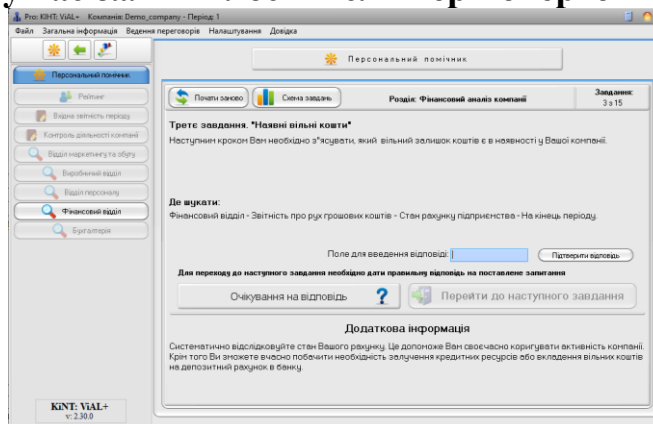 Pro: КІНТ: ViAL+ Компанія: Demo_company - Період: 1
Файл Загальна інформація Ведення переговорів Налаштування Довідка
Персональний помічник
Персональний помічник
Рейтинг
Вхідна звітність періоду
Контроль діяльності компанії
Відділ маркетингу та збуту
Виробничий відділ
Відділ персоналу
Фінансовий відділ
Бухгалтерія
Почати заново
Схема завдань
Розділ: Фінансовий аналіз компанії
Завдання:
3 з 15
Третє завдання. "Наявні вільні кошти"
Наступним кроком Вам необхідно з"ясувати, який вільний залишок коштів є в наявності у Вашої компанії.
Де шукати:
Фінансовий відділ - Звітність про рух грошових коштів - Стан рахунку підприємства - На кінець періоду.
Поле для введення відповіді:
Підтвердити відповідь
Для переходу до наступного завдання необхідно дати правильну відповідь на поставлене запитання
Очікування на відповідь
Перейти до наступного завдання
Додаткова інформація
Систематично відслідковуйте стан Вашого рахунку. Це допоможе Вам своєчасно коригувати активність компанії.
Крім того Ви зможете вчасно побачити необхідність залучення кредитних ресурсів або вкладення вільних коштів
на депозитний рахунок в банку.
KiNT: ViAL+
v: 2.30.0